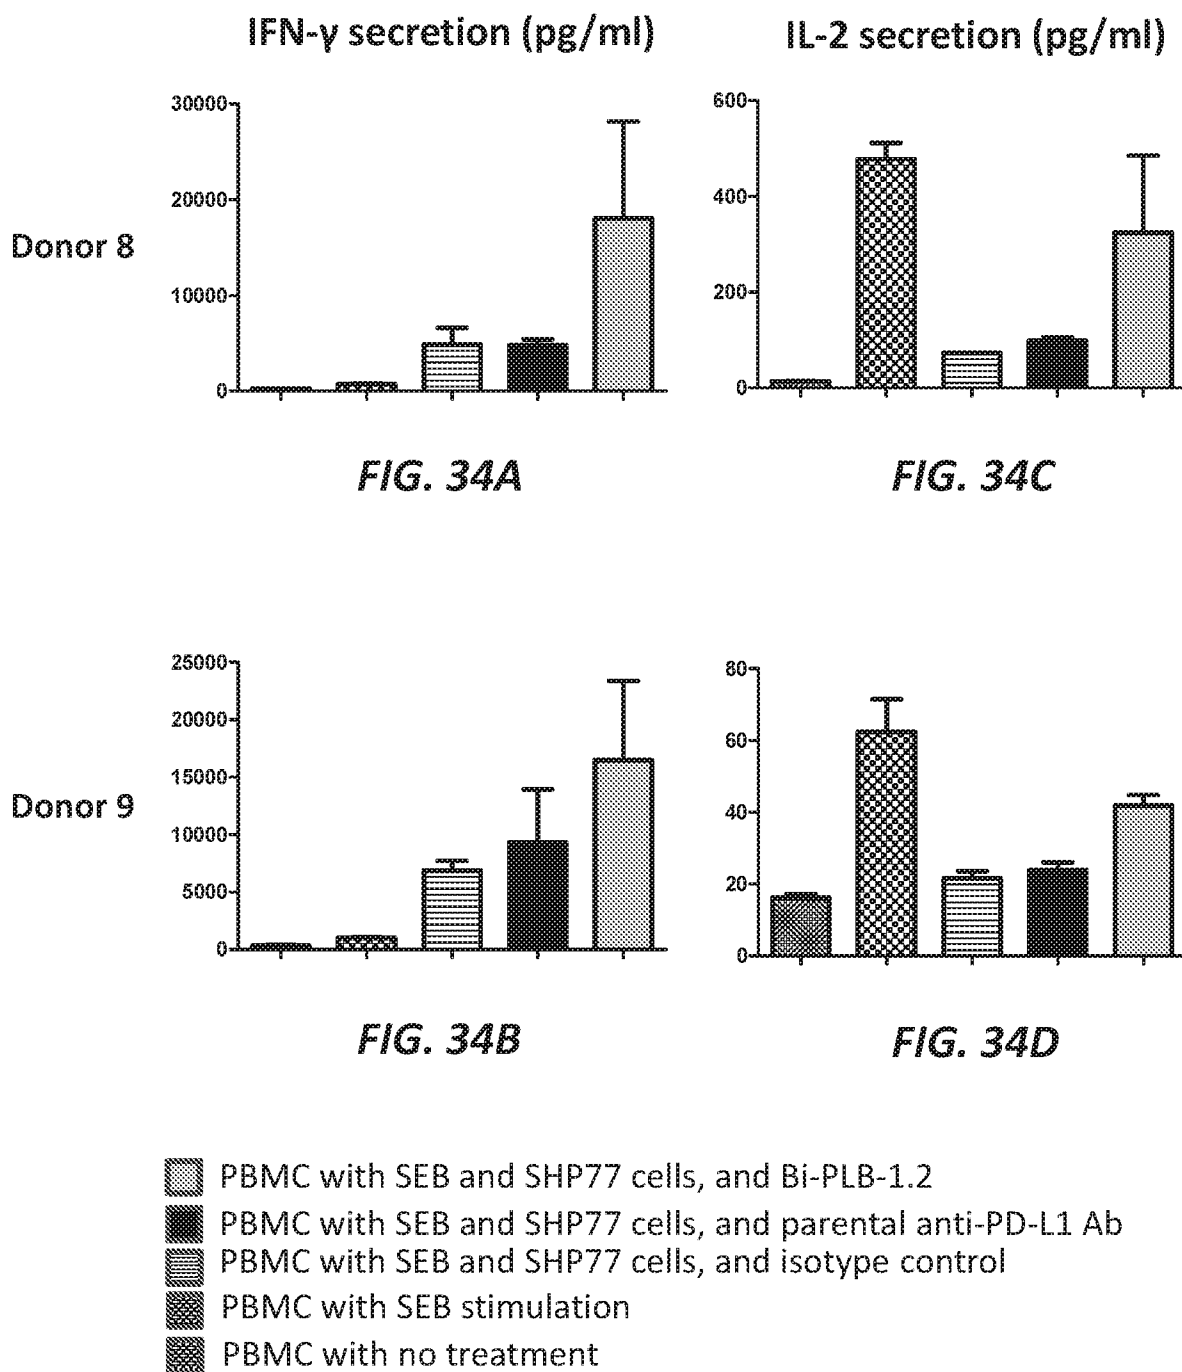 IFN-γ secretion (pg/ml)
IL-2 secretion (pg/ml)
Donor 8
30000
20000
10000
0
FIG. 34A
600
400
200
0
FIG. 34C
Donor 9
25000
20000
15000
10000
5000
0
FIG. 34B
80
60
40
20
0
FIG. 34D
PBMC with SEB and SHP77 cells, and Bi-PLB-1.2
PBMC with SEB and SHP77 cells, and parental anti-PD-L1 Ab
PBMC with SEB and SHP77 cells, and isotype control
PBMC with SEB stimulation
PBMC with no treatment